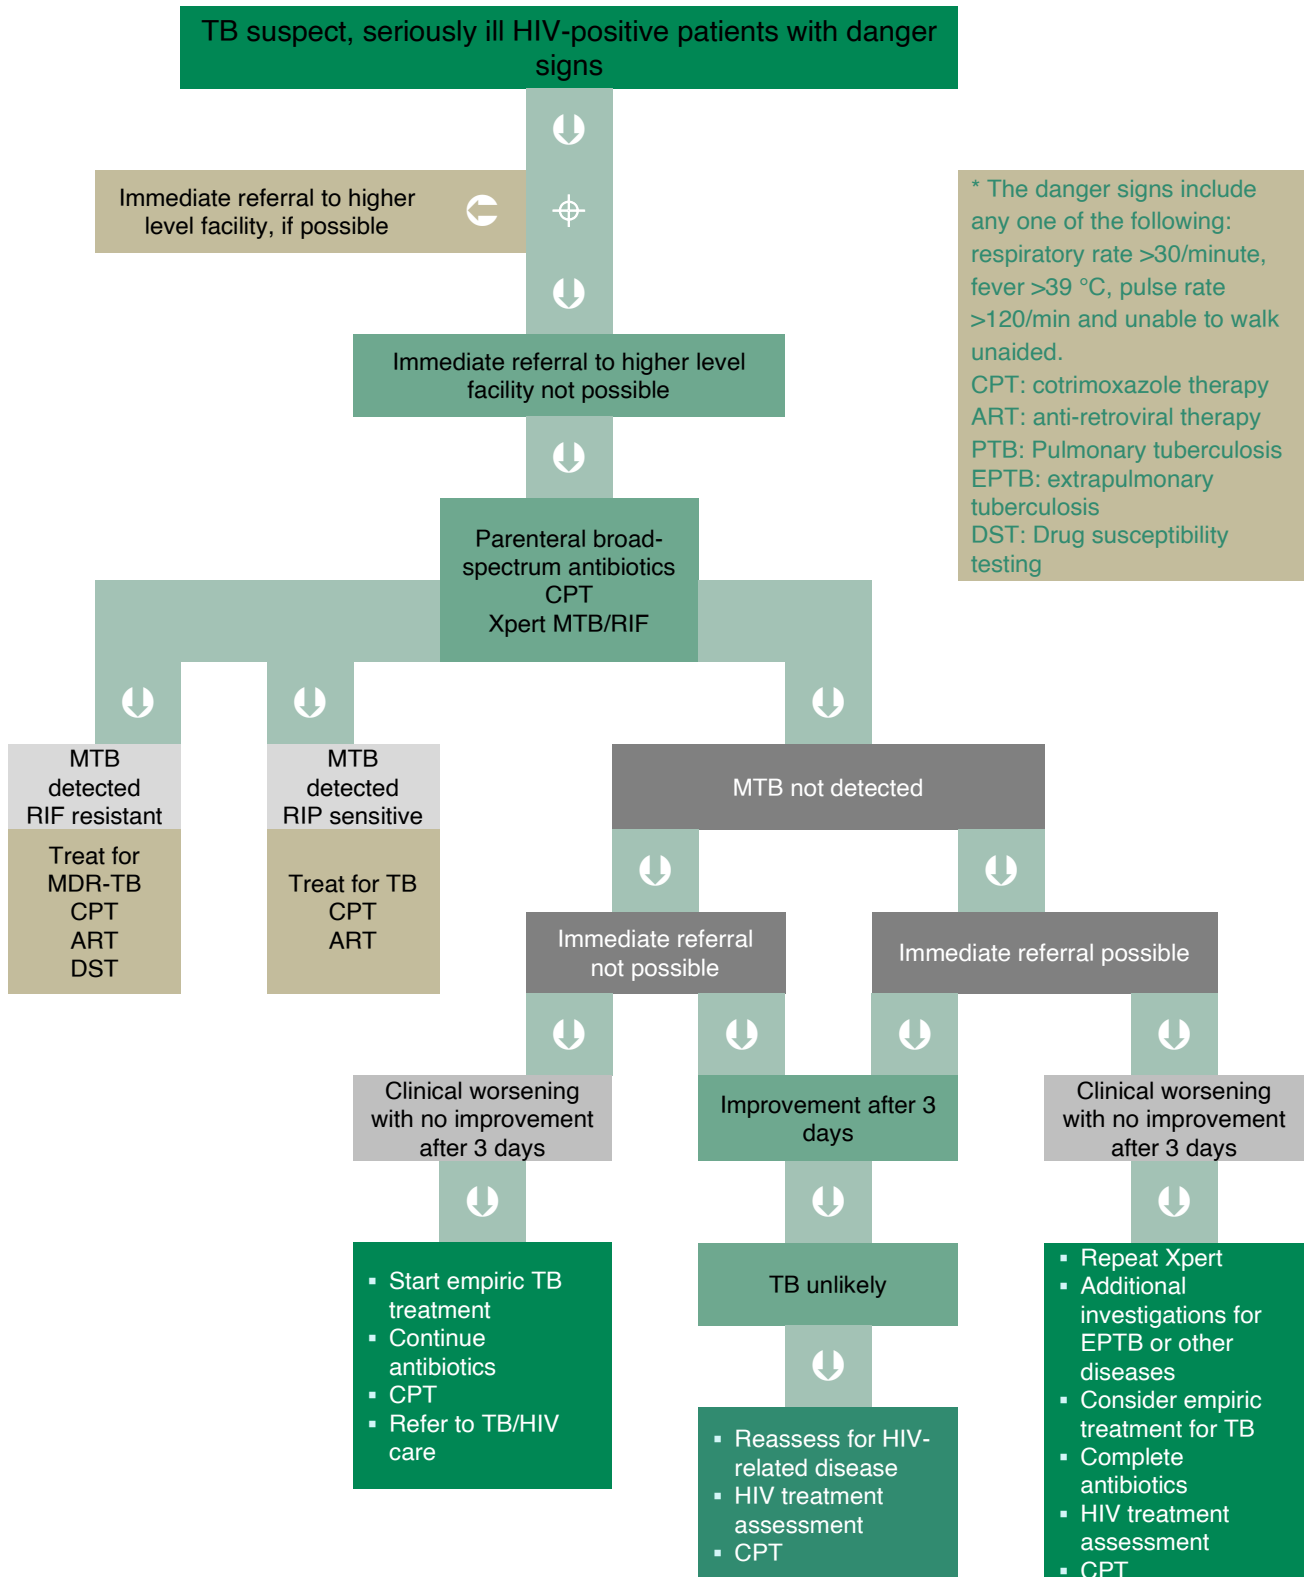 TB suspect, seriously ill HIV-positive patients with danger
signs
Immediate referral to higher
level facility, if possible
* The danger signs include
any one of the following:
respiratory rate >30/minute,
fever >39 °C, pulse rate
>120/min and unable to walk
unaided.
CPT: cotrimoxazole therapy
ART: anti-retroviral therapy
PTB: Pulmonary tuberculosis
EPTB: extrapulmonary
tuberculosis
DST: Drug susceptibility
testing
Immediate referral to higher level
facility not possible
Parenteral broad-
spectrum antibiotics
CPT
Xpert MTB/RIF
MTB
detected
RIF resistant
Treat for
MDR-TB
CPT
ART
DST
MTB
detected
RIP sensitive
Treat for TB
CPT
ART
MTB not detected
Immediate referral
not possible
Immediate referral possible
Clinical worsening
with no improvement
after 3 days
Improvement after 3
days
Clinical worsening
with no improvement
after 3 days
▪ Start empiric TB
treatment
▪ Continue
antibiotics
▪ CPT
▪ Refer to TB/HIV
care
TB unlikely
▪ Reassess for HIV-
related disease
▪ HIV treatment
assessment
▪ CPT
▪ Repeat Xpert
▪ Additional
investigations for
EPTB or other
diseases
▪ Consider empiric
treatment for TB
▪ Complete
antibiotics
▪ HIV treatment
assessment
▪ CPT